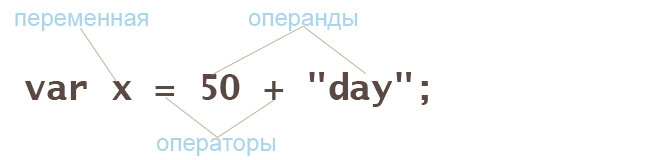 переменная операнды
var x = 50 + "day";
операторы